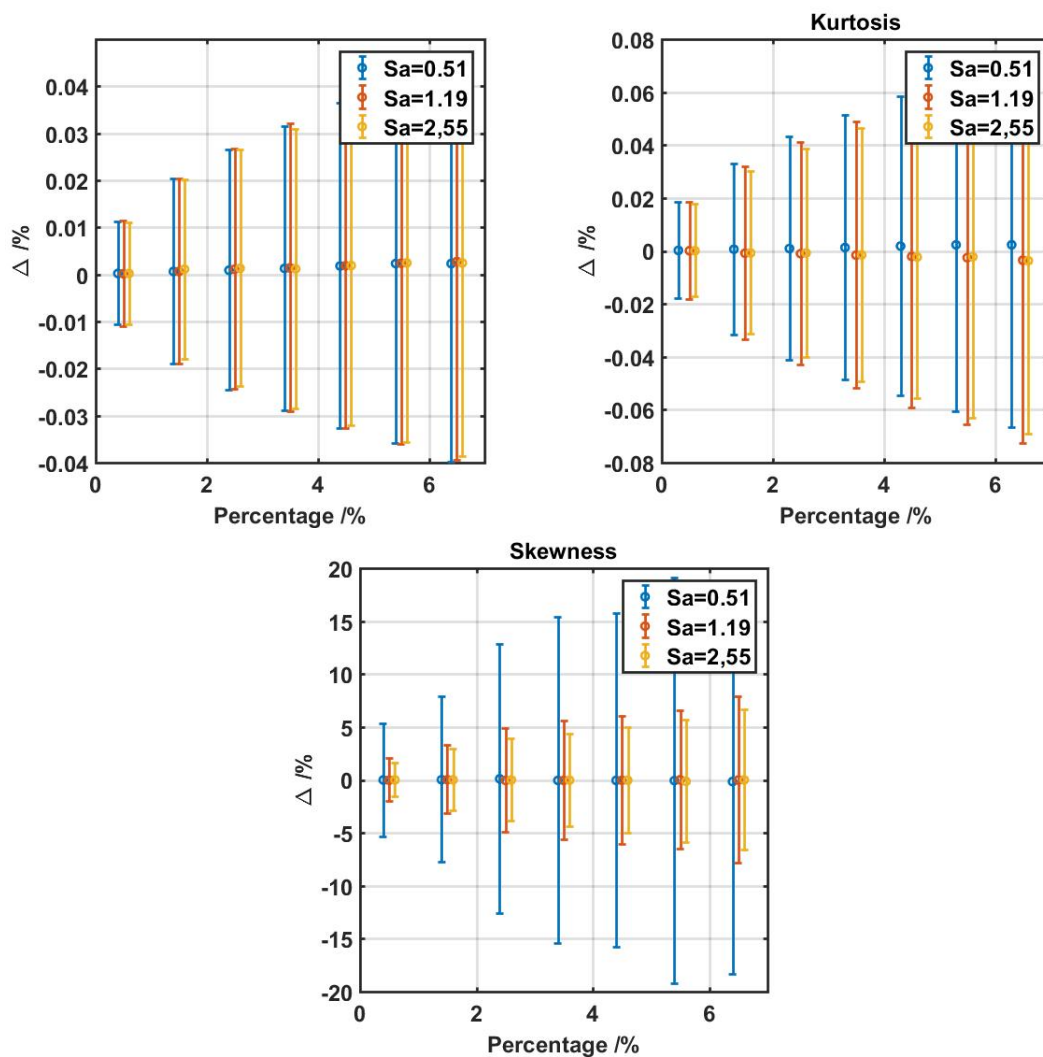 Sa=0.51
Sa=1.19
Sa=2,55
0.04
0.03
0.02
0.01
0
-0.01
-0.02
-0.03
-0.04
△ /%
0 2 4 6
Percentage /%
Kurtosis
Sa=0.51
Sa=1.19
Sa=2,55
0.08
0.06
0.04
0.02
0
-0.02
-0.04
-0.06
-0.08
△ /%
0 2 4 6
Percentage /%
Skewness
Sa=0.51
Sa=1.19
Sa=2,55
20
15
10
5
0
-5
-10
-15
-20
△ /%
0 2 4 6
Percentage /%